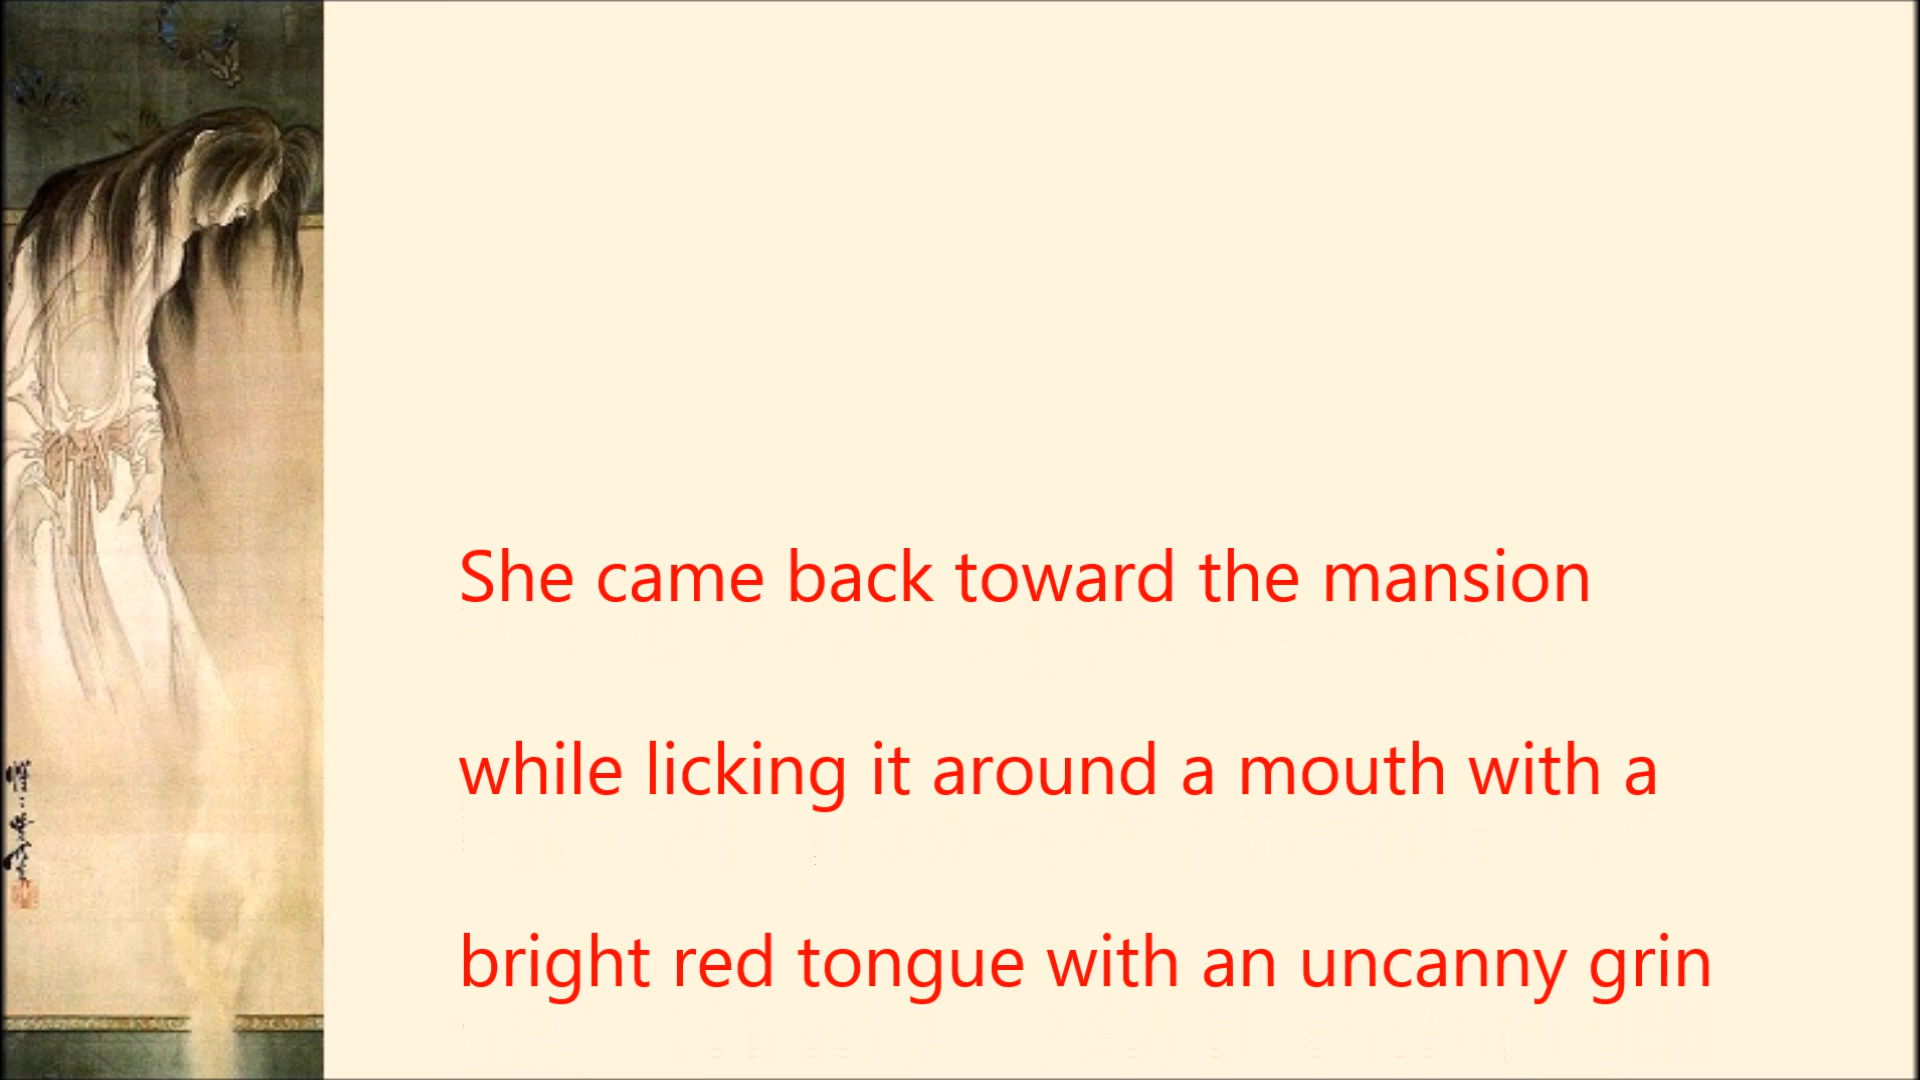 She came back toward the mansion
while licking it around a mouth with a
bright red tongue with an uncanny grin